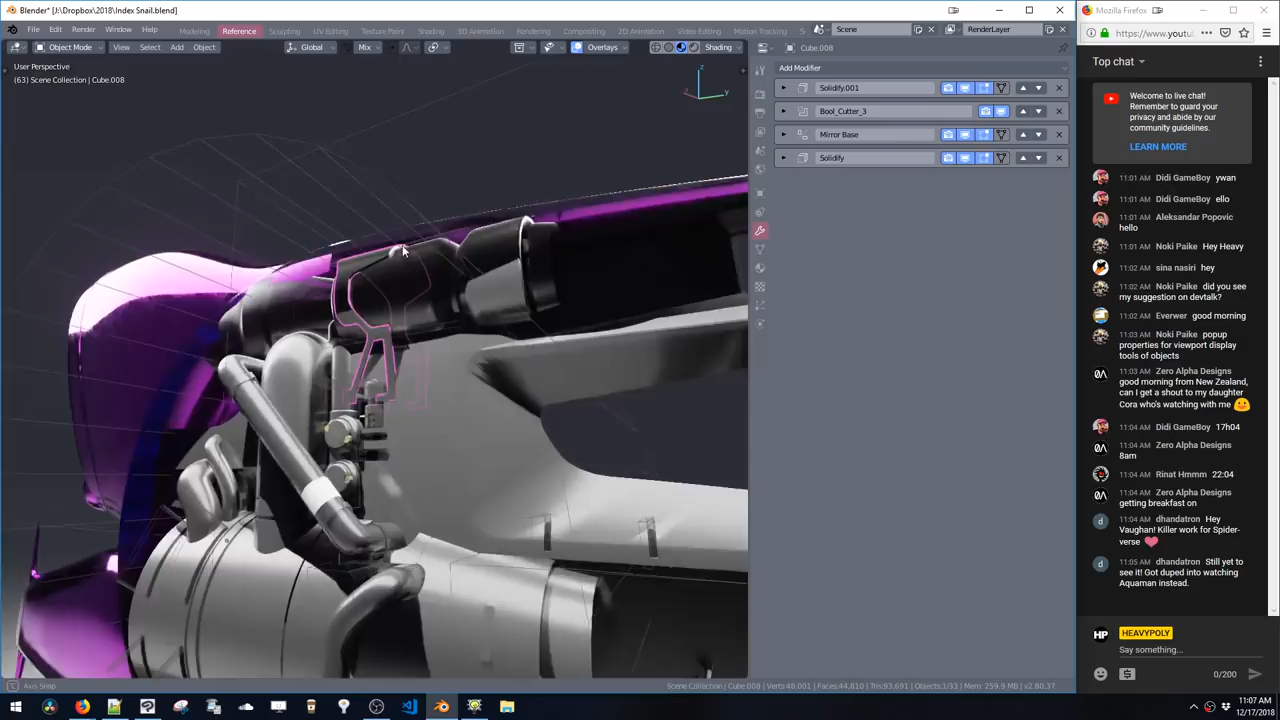 Blender* [J:\Dropbox\2018\Index Snail.blend]
File Edit Render Window Help Modeling Reference Sculpting UV Editing Texture Paint Shading 3D Animation Rendering Compositing 2D Animation Video Editing Motion Tracking Scene RenderLayer
Object Mode View Select Add Object Global Mix Overlays Shading Cube.008
User Perspective
(63) Scene Collection | Cube.008
z
y
Add Modifier
Solidify.001
Bool_Cutter_3
Mirror Base
Solidify
Axis Snap
Scene Collection | Cube.008 | Verts:48,001 | Faces:44,810 | Tris:93,691 | Objects:1/33 | Mem: 259.9 MB | v2.80.37
Mozilla Firefox
https://www.youtu
Top chat
Welcome to live chat!
Remember to guard your
privacy and abide by our
community guidelines.
LEARN MORE
11:01 AM Didi GameBoy ywan
11:01 AM Didi GameBoy ello
11:01 AM Aleksandar Popovic
hello
11:01 AM Noki Paike Hey Heavy
11:02 AM sina nasiri hey
11:02 AM Noki Paike did you see
my suggestion on devtalk?
11:02 AM Everwer good morning
11:03 AM Noki Paike popup
properties for viewport display
tools of objects
11:03 AM Zero Alpha Designs
good morning from New Zealand,
can I get a shout to my daughter
Cora who's watching with me
11:04 AM Didi GameBoy 17h04
11:04 AM Zero Alpha Designs
8am
11:04 AM Rinat Hmmm 22:04
11:04 AM Zero Alpha Designs
getting breakfast on
11:04 AM dhandatron Hey
Vaughan! Killer work for Spider-
verse
11:05 AM dhandatron Still yet to
see it! Got duped into watching
Aquaman instead.
HP HEAVYPOLY
Say something...
0/200
11:07 AM
12/17/2018